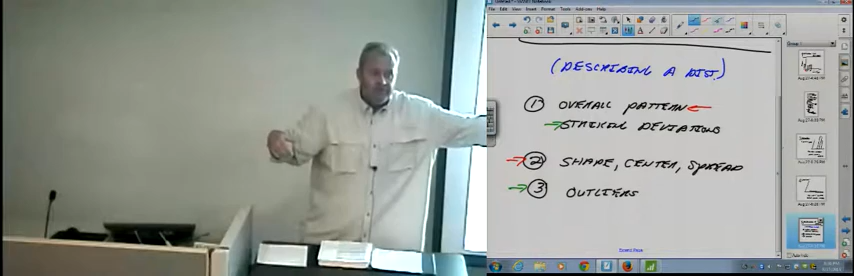 (DESCRIBING A DIST.)
① OVERALL PATTERN
STRIKING DEVIATIONS
② SHAPE, CENTER, SPREAD
③ OUTLIERS